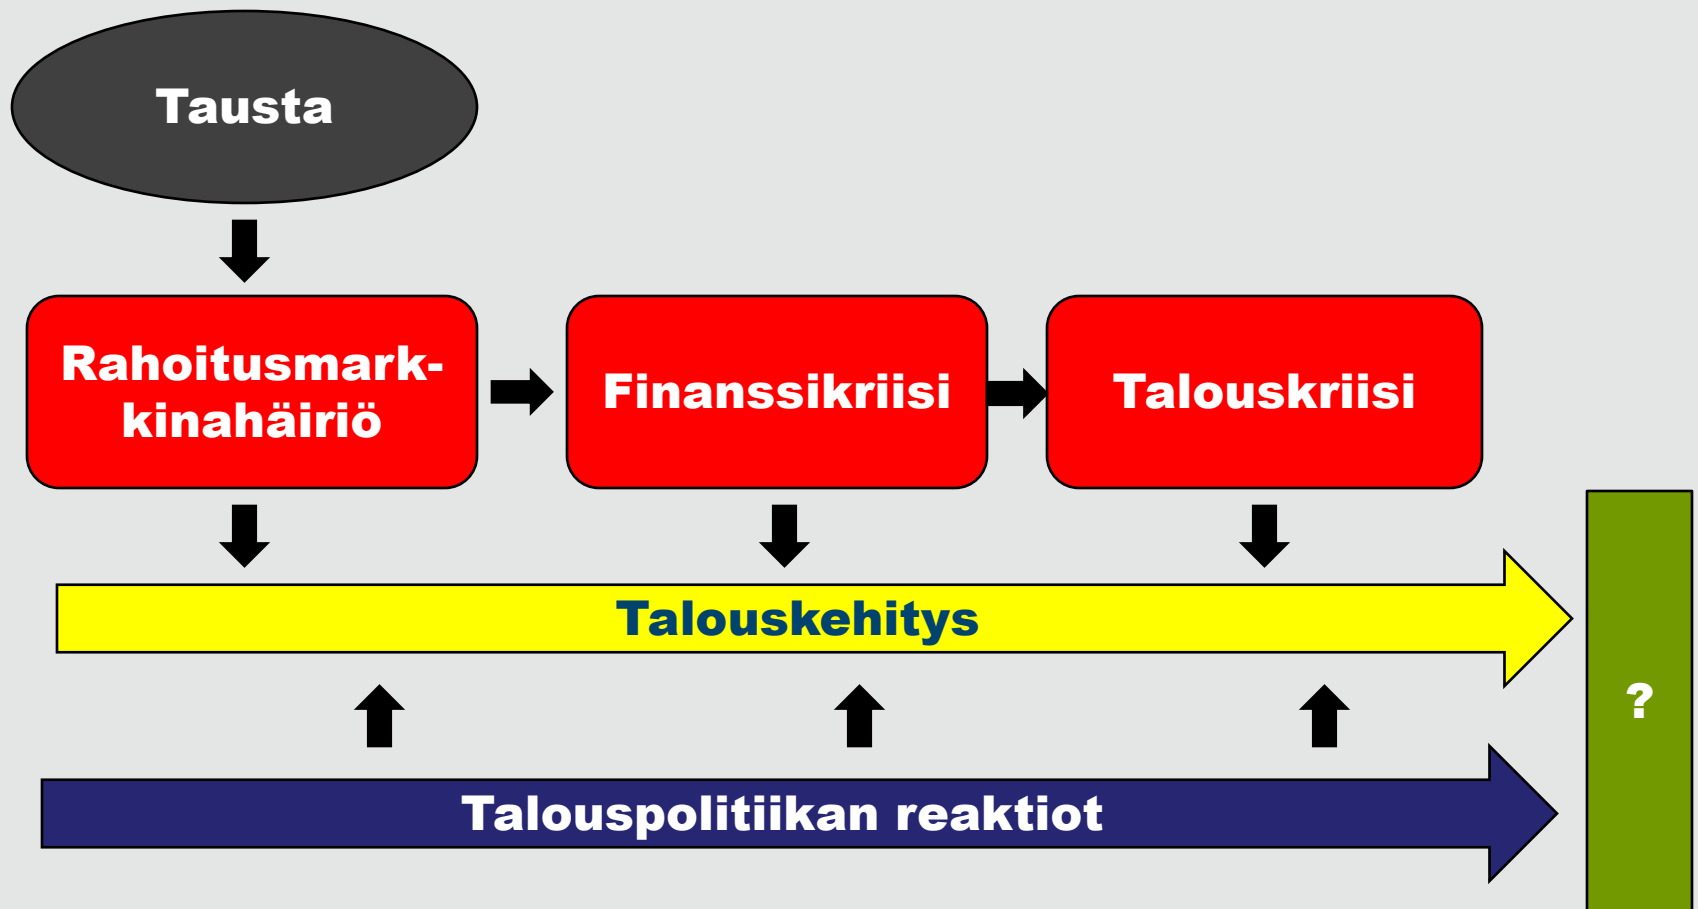 Tausta
Rahoitusmark-
kinahäiriö
Finanssikriisi
Talouskriisi
Talouskehitys
?
Talouspolitiikan reaktiot